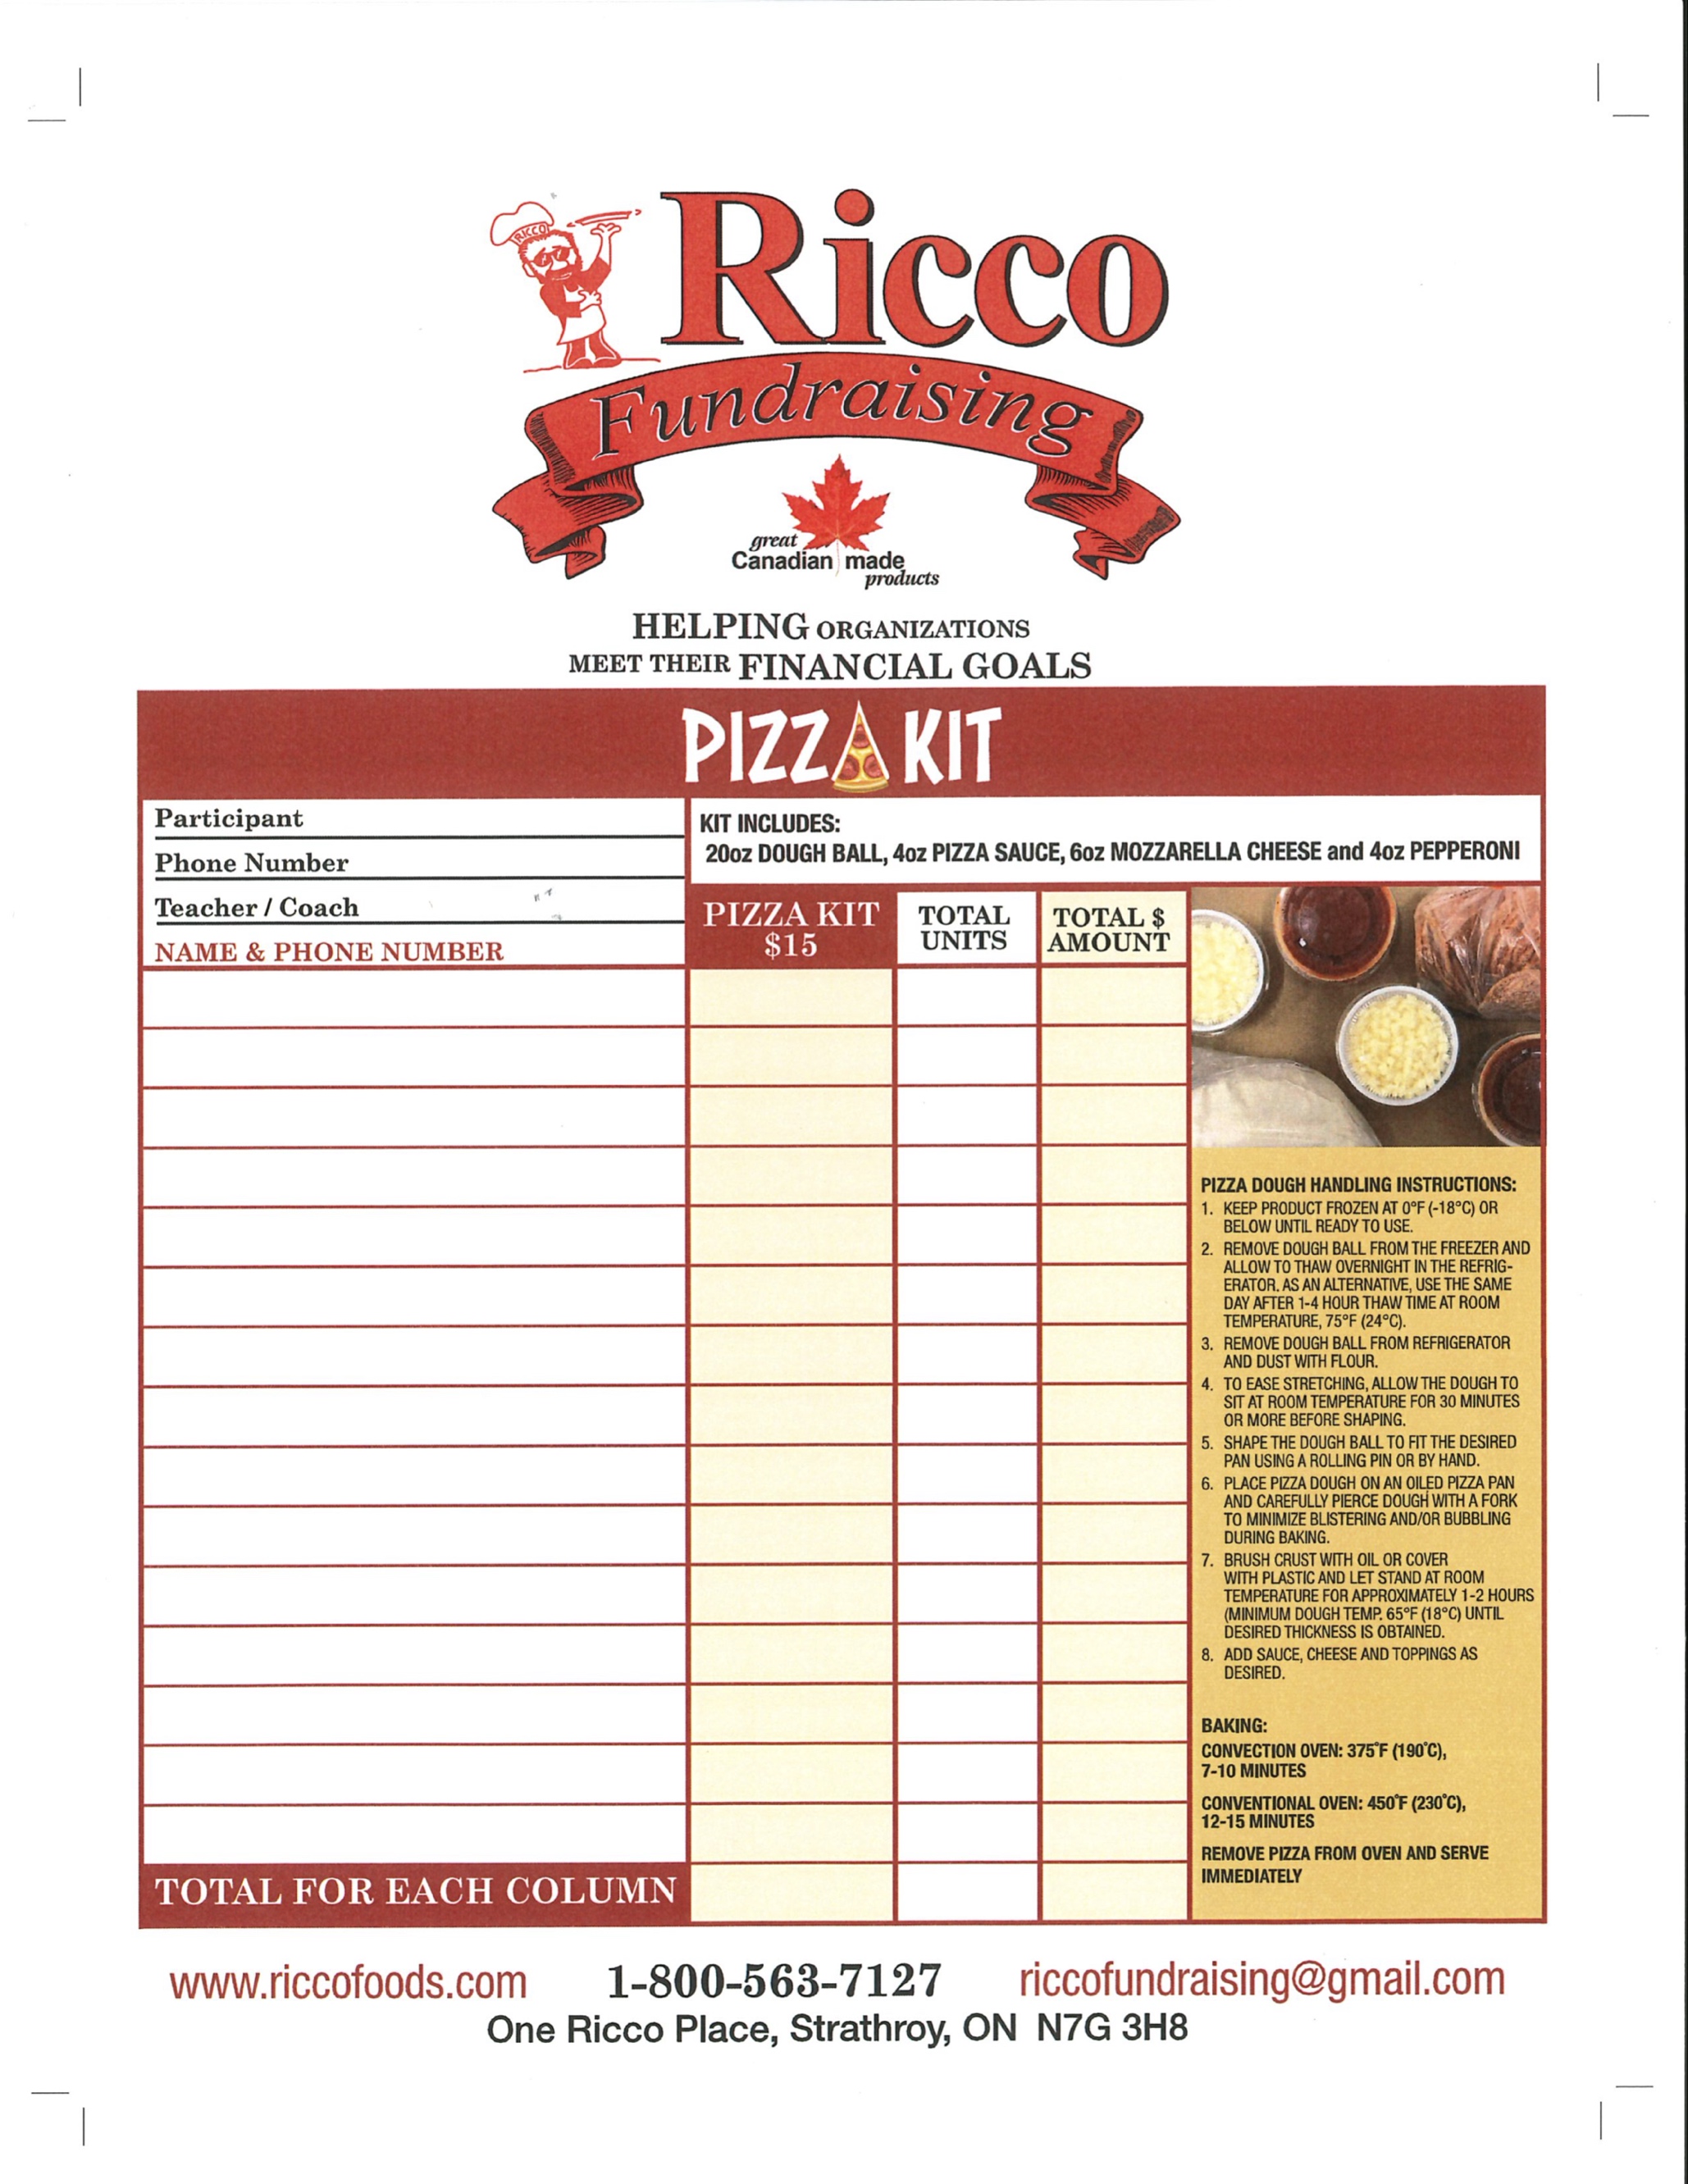 RICCO
Ricco
Fundraising
great
Canadian made
products
HELPING ORGANIZATIONS
MEET THEIR FINANCIAL GOALS
PIZZA KIT
Participant
Phone Number
Teacher / Coach
NAME & PHONE NUMBER
KIT INCLUDES:
20oz DOUGH BALL, 4oz PIZZA SAUCE, 6oz MOZZARELLA CHEESE and 4oz PEPPERONI
PIZZA KIT
$15
TOTAL
UNITS
TOTAL $
AMOUNT
PIZZA DOUGH HANDLING INSTRUCTIONS:
1. KEEP PRODUCT FROZEN AT 0°F (-18°C) OR
BELOW UNTIL READY TO USE.
2. REMOVE DOUGH BALL FROM THE FREEZER AND
ALLOW TO THAW OVERNIGHT IN THE REFRIG-
ERATOR. AS AN ALTERNATIVE, USE THE SAME
DAY AFTER 1-4 HOUR THAW TIME AT ROOM
TEMPERATURE, 75°F (24°C).
3. REMOVE DOUGH BALL FROM REFRIGERATOR
AND DUST WITH FLOUR.
4. TO EASE STRETCHING, ALLOW THE DOUGH TO
SIT AT ROOM TEMPERATURE FOR 30 MINUTES
OR MORE BEFORE SHAPING.
5. SHAPE THE DOUGH BALL TO FIT THE DESIRED
PAN USING A ROLLING PIN OR BY HAND.
6. PLACE PIZZA DOUGH ON AN OILED PIZZA PAN
AND CAREFULLY PIERCE DOUGH WITH A FORK
TO MINIMIZE BLISTERING AND/OR BUBBLING
DURING BAKING.
7. BRUSH CRUST WITH OIL OR COVER
WITH PLASTIC AND LET STAND AT ROOM
TEMPERATURE FOR APPROXIMATELY 1-2 HOURS
(MINIMUM DOUGH TEMP. 65°F (18°C) UNTIL
DESIRED THICKNESS IS OBTAINED.
8. ADD SAUCE, CHEESE AND TOPPINGS AS
DESIRED.
BAKING:
CONVECTION OVEN: 375°F (190°C),
7-10 MINUTES
CONVENTIONAL OVEN: 450°F (230°C),
12-15 MINUTES
REMOVE PIZZA FROM OVEN AND SERVE
IMMEDIATELY
TOTAL FOR EACH COLUMN
www.riccofoods.com 1-800-563-7127 riccofundraising@gmail.com
One Ricco Place, Strathroy, ON N7G 3H8